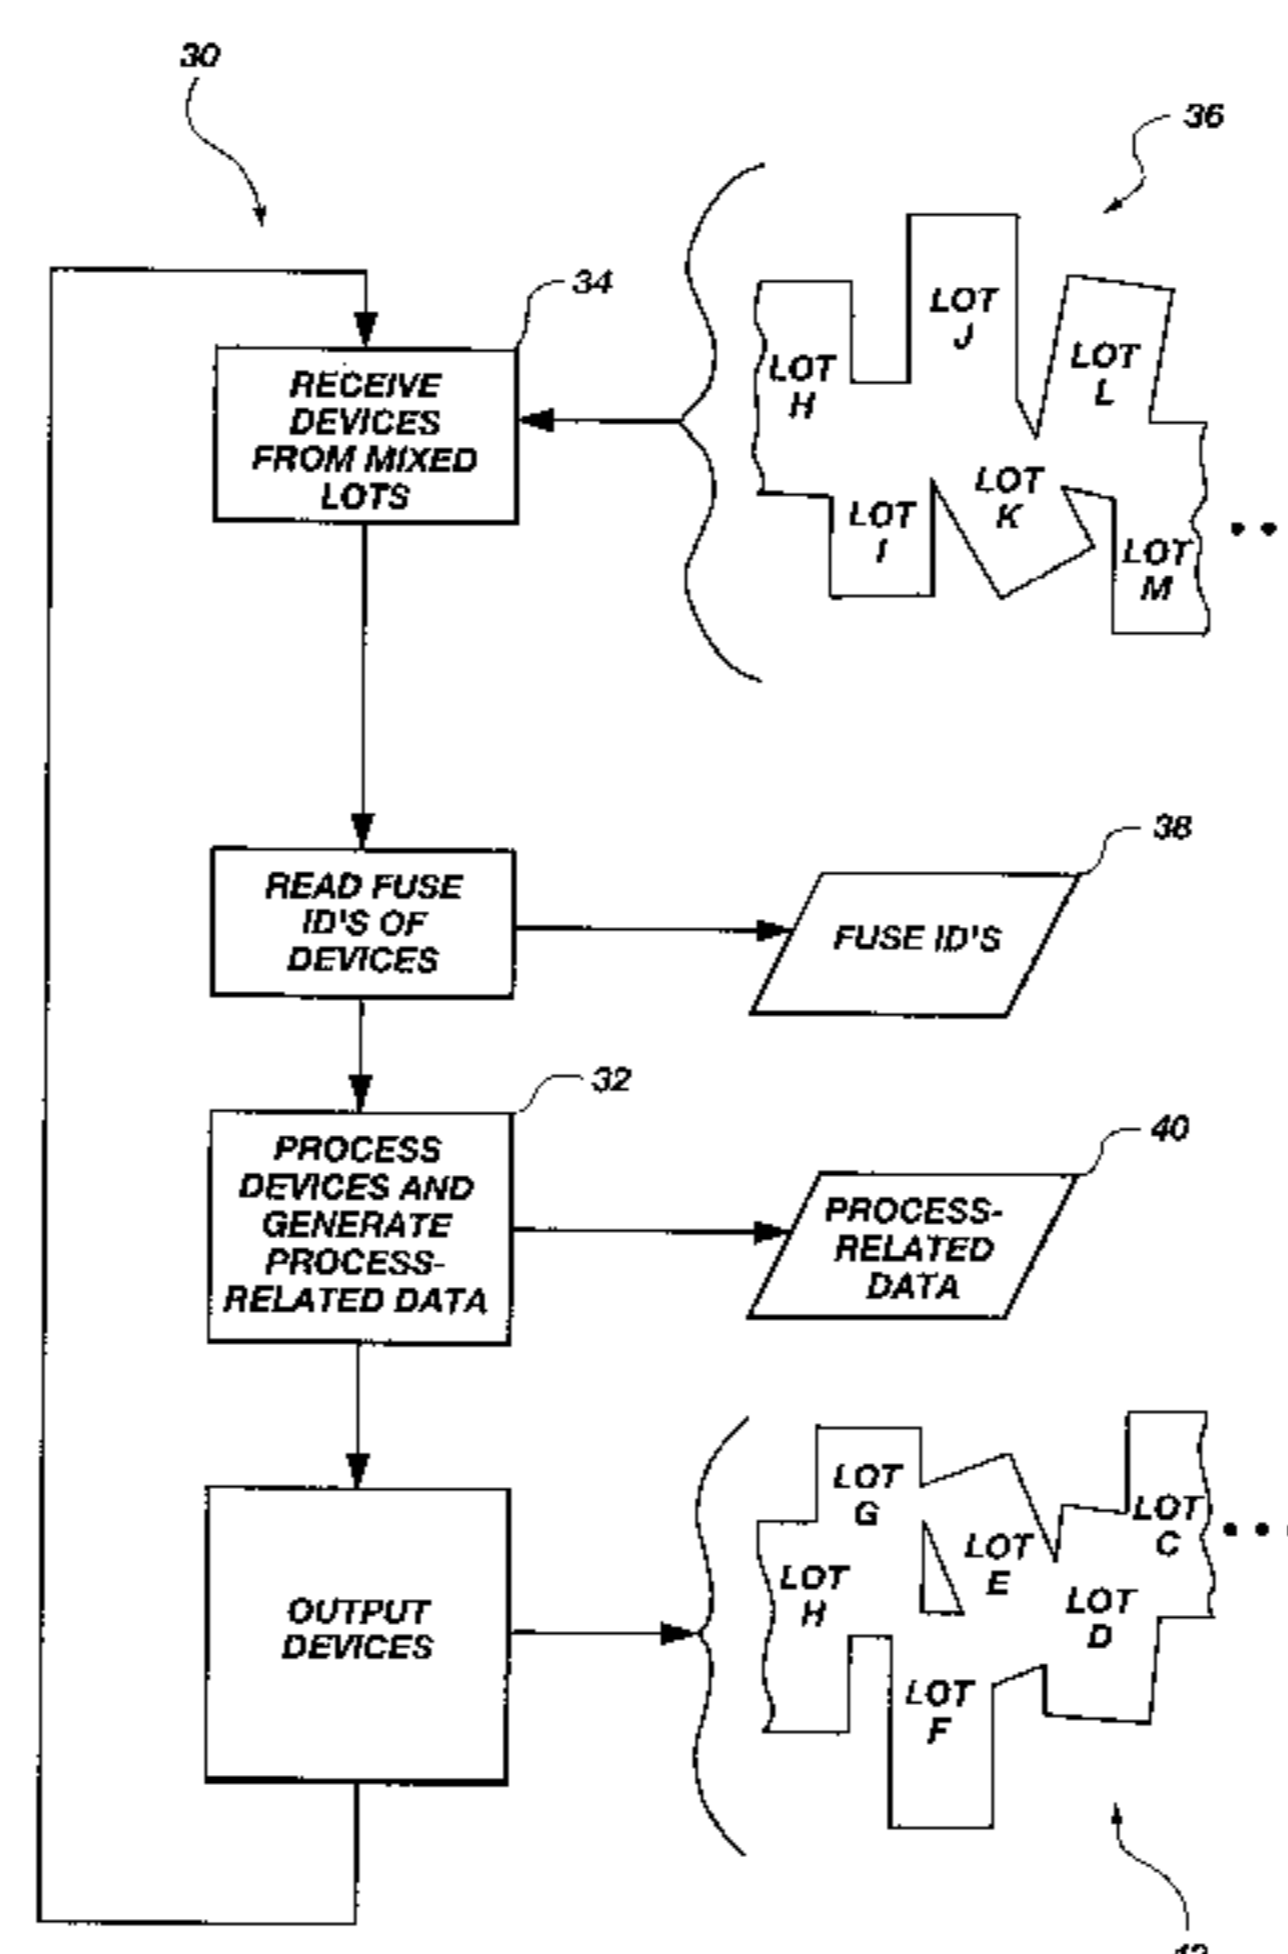 30
36
34
RECEIVE
DEVICES
FROM MIXED
LOTS
LOT
H
LOT
J
LOT
L
LOT
K
LOT
I
LOT
M
38
READ FUSE
ID'S OF
DEVICES
FUSE ID'S
32
PROCESS
DEVICES AND
GENERATE
PROCESS-
RELATED DATA
40
PROCESS-
RELATED
DATA
OUTPUT
DEVICES
LOT
G
LOT
H
LOT
E
LOT
C
LOT
D
LOT
F